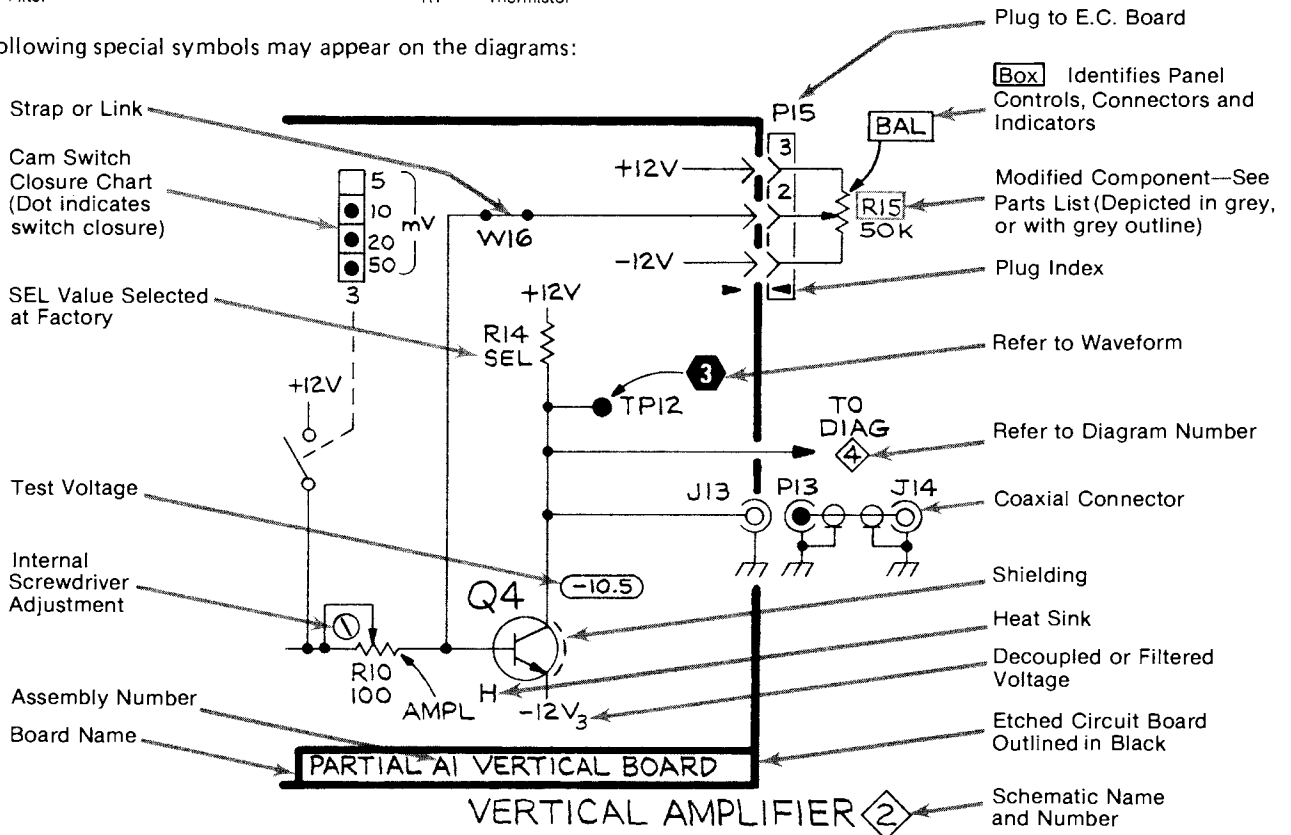 Thermistor
ollowing special symbols may appear on the diagrams:
Strap or Link
Cam Switch
Closure Chart
(Dot indicates
switch closure)
SEL Value Selected
at Factory
Test Voltage
Internal
Screwdriver
Adjustment
Assembly Number
Board Name
5
10
20
50
mV
3
+12V
W16
+12V
R14
SEL
+12V
-12V
P15
3
2
BAL
R15
50K
3
TP12
TO
DIAG
4
J13
P13
J14
-10.5
Q4
R10
100
AMPL
H
-12V3
PARTIAL A1 VERTICAL BOARD
VERTICAL AMPLIFIER 2
Plug to E.C. Board
Box Identifies Panel
Controls, Connectors and
Indicators
Modified Component—See
Parts List (Depicted in grey,
or with grey outline)
Plug Index
Refer to Waveform
Refer to Diagram Number
Coaxial Connector
Shielding
Heat Sink
Decoupled or Filtered
Voltage
Etched Circuit Board
Outlined in Black
Schematic Name
and Number